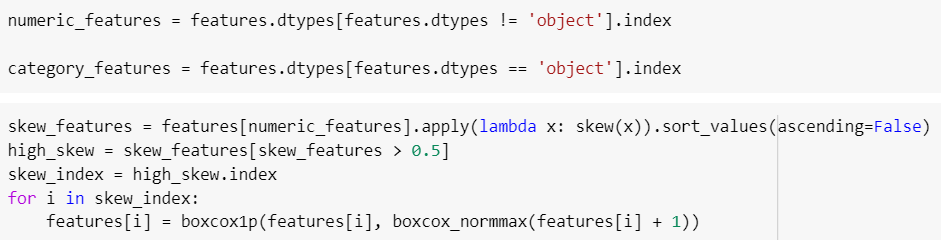 numeric_features = features.dtypes[features.dtypes != 'object'].index
category_features = features.dtypes[features.dtypes == 'object'].index
skew_features = features[numeric_features].apply(lambda x: skew(x)).sort_values(ascending=False)
high_skew = skew_features[skew_features > 0.5]
skew_index = high_skew.index
for i in skew_index:
    features[i] = boxcox1p(features[i], boxcox_normmax(features[i] + 1))